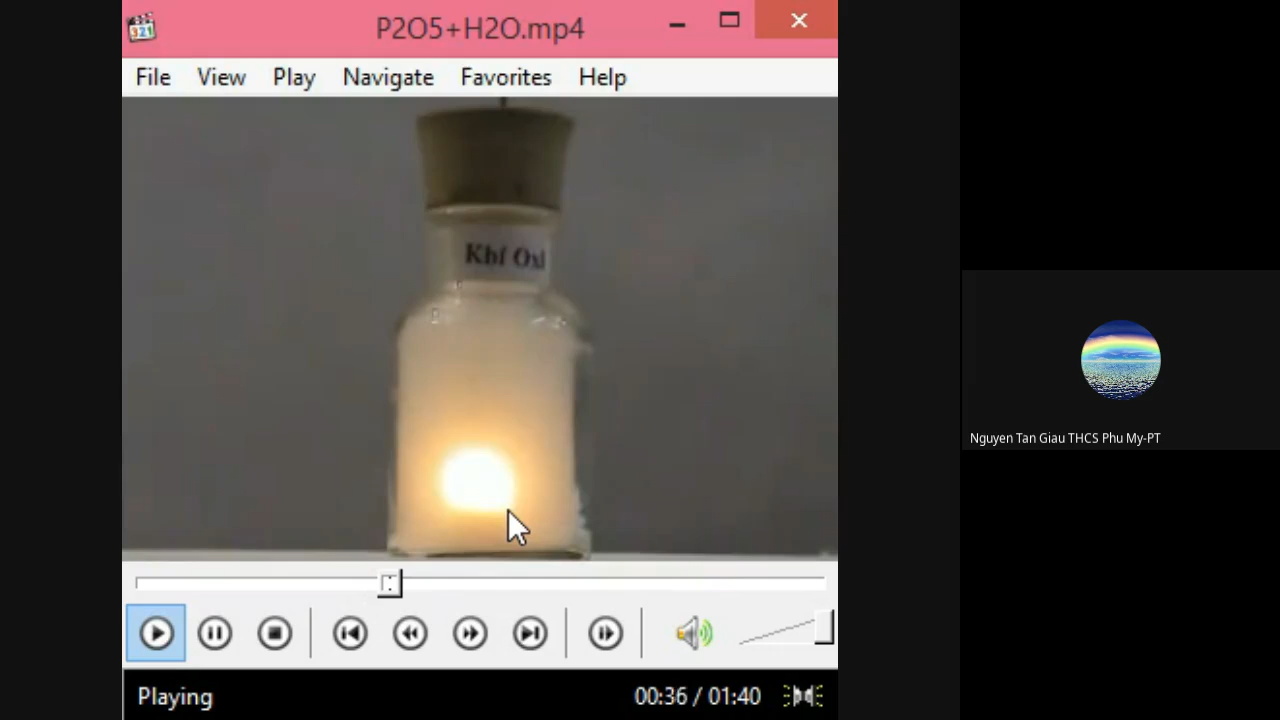 P2O5+H2O.mp4
File View Play Navigate Favorites Help
Khí Oxi
Nguyen Tan Giau THCS Phu My-PT
Playing
00:36 / 01:40